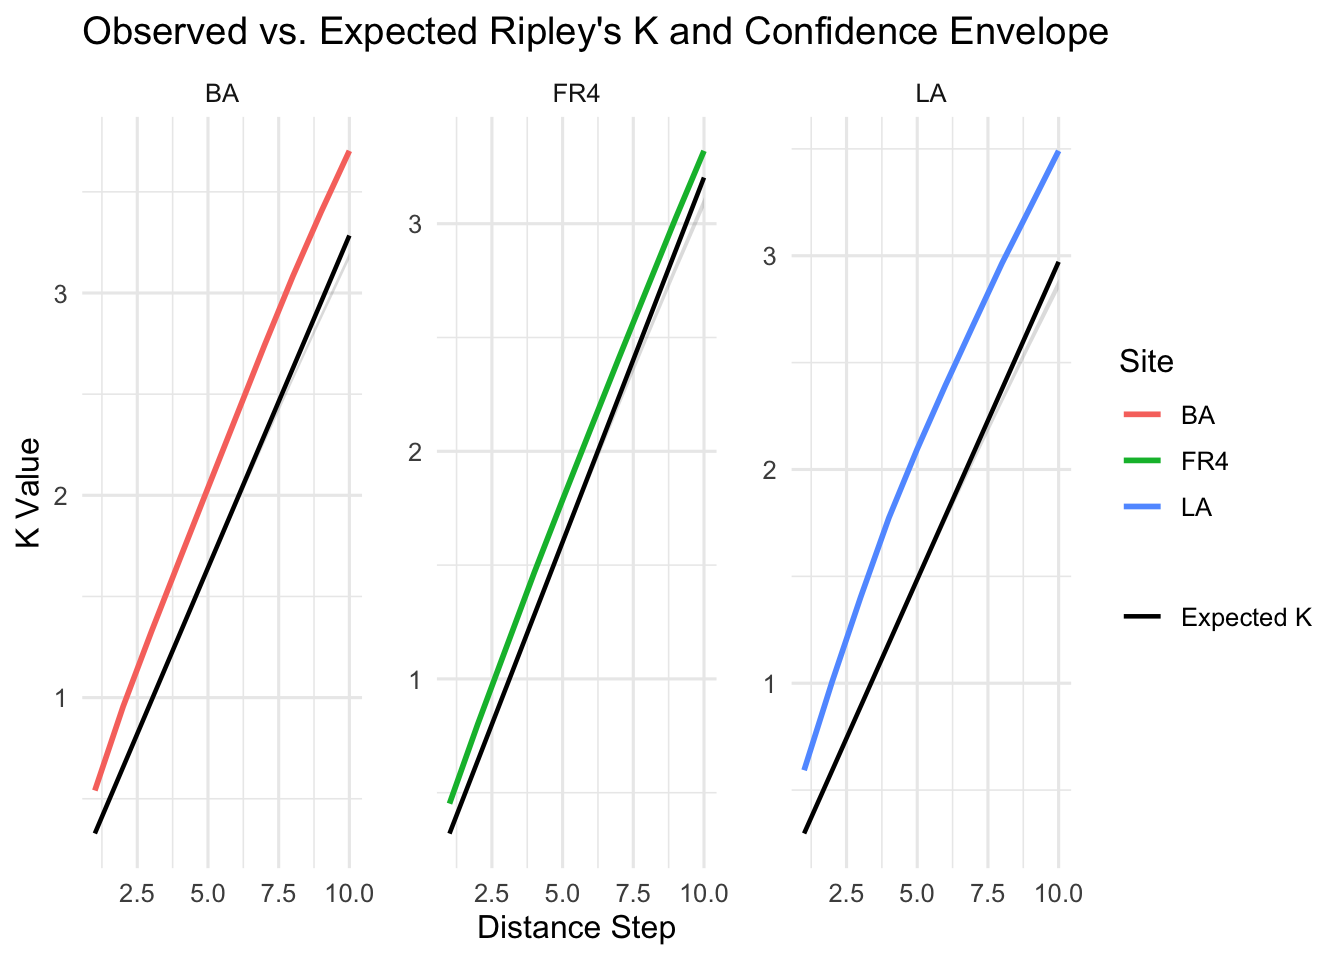 Observed vs. Expected Ripley's K and Confidence Envelope
BA
FR4
LA
K Value
3
2
1
3
2
1
3
2
1
2.5 5.0 7.5 10.0
2.5 5.0 7.5 10.0
2.5 5.0 7.5 10.0
Distance Step
Site
BA
FR4
LA
Expected K